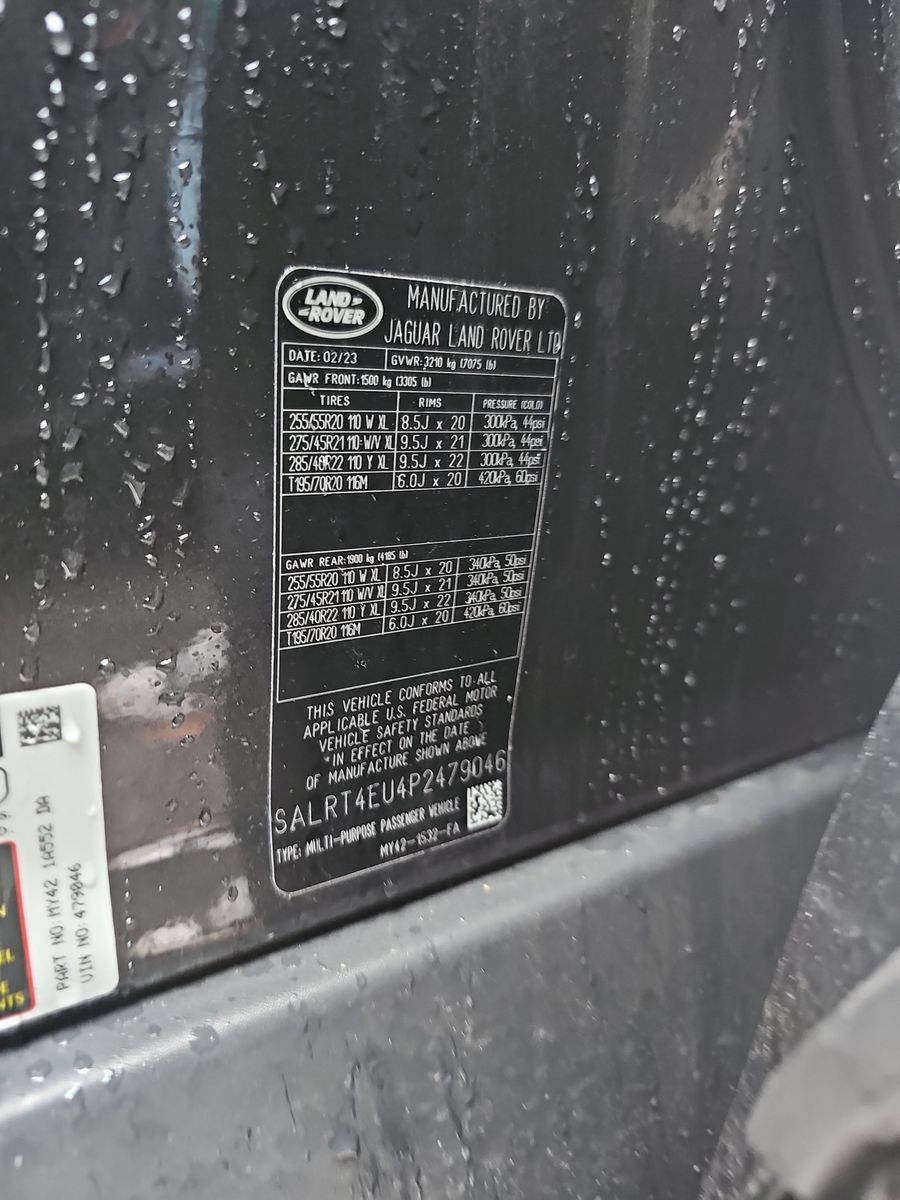 LAND
ROVER
MANUFACTURED BY
JAGUAR LAND ROVER LTD
DATE: 02/23 GVWR: 3210 kg (7075 lb)
GAWR FRONT: 1500 kg (3305 lb)
TIRES RIMS PRESSURE (COLD)
255/55R20 110 W XL 8.5J x 20 300kPa, 44psi
275/45R21 110 W/V XL 9.5J x 21 300kPa, 44psi
285/40R22 110 Y XL 9.5J x 22 300kPa, 44psi
T195/70R20 116M 6.0J x 20 420kPa, 60psi
GAWR REAR: 1900 kg (4185 lb)
255/55R20 110 W XL 8.5J x 20 340kPa, 50psi
275/45R21 110 W/V XL 9.5J x 21 340kPa, 50psi
285/40R22 110 Y XL 9.5J x 22 340kPa, 50psi
T195/70R20 116M 6.0J x 20 420kPa, 60psi
THIS VEHICLE CONFORMS TO ALL
APPLICABLE U.S. FEDERAL MOTOR
VEHICLE SAFETY STANDARDS
IN EFFECT ON THE DATE
OF MANUFACTURE SHOWN ABOVE
SALRT4EU4P2479046
TYPE: MULTI-PURPOSE PASSENGER VEHICLE
MY42-1532-FA
PART NO: MY42 1A552 DA
VIN NO: 479046